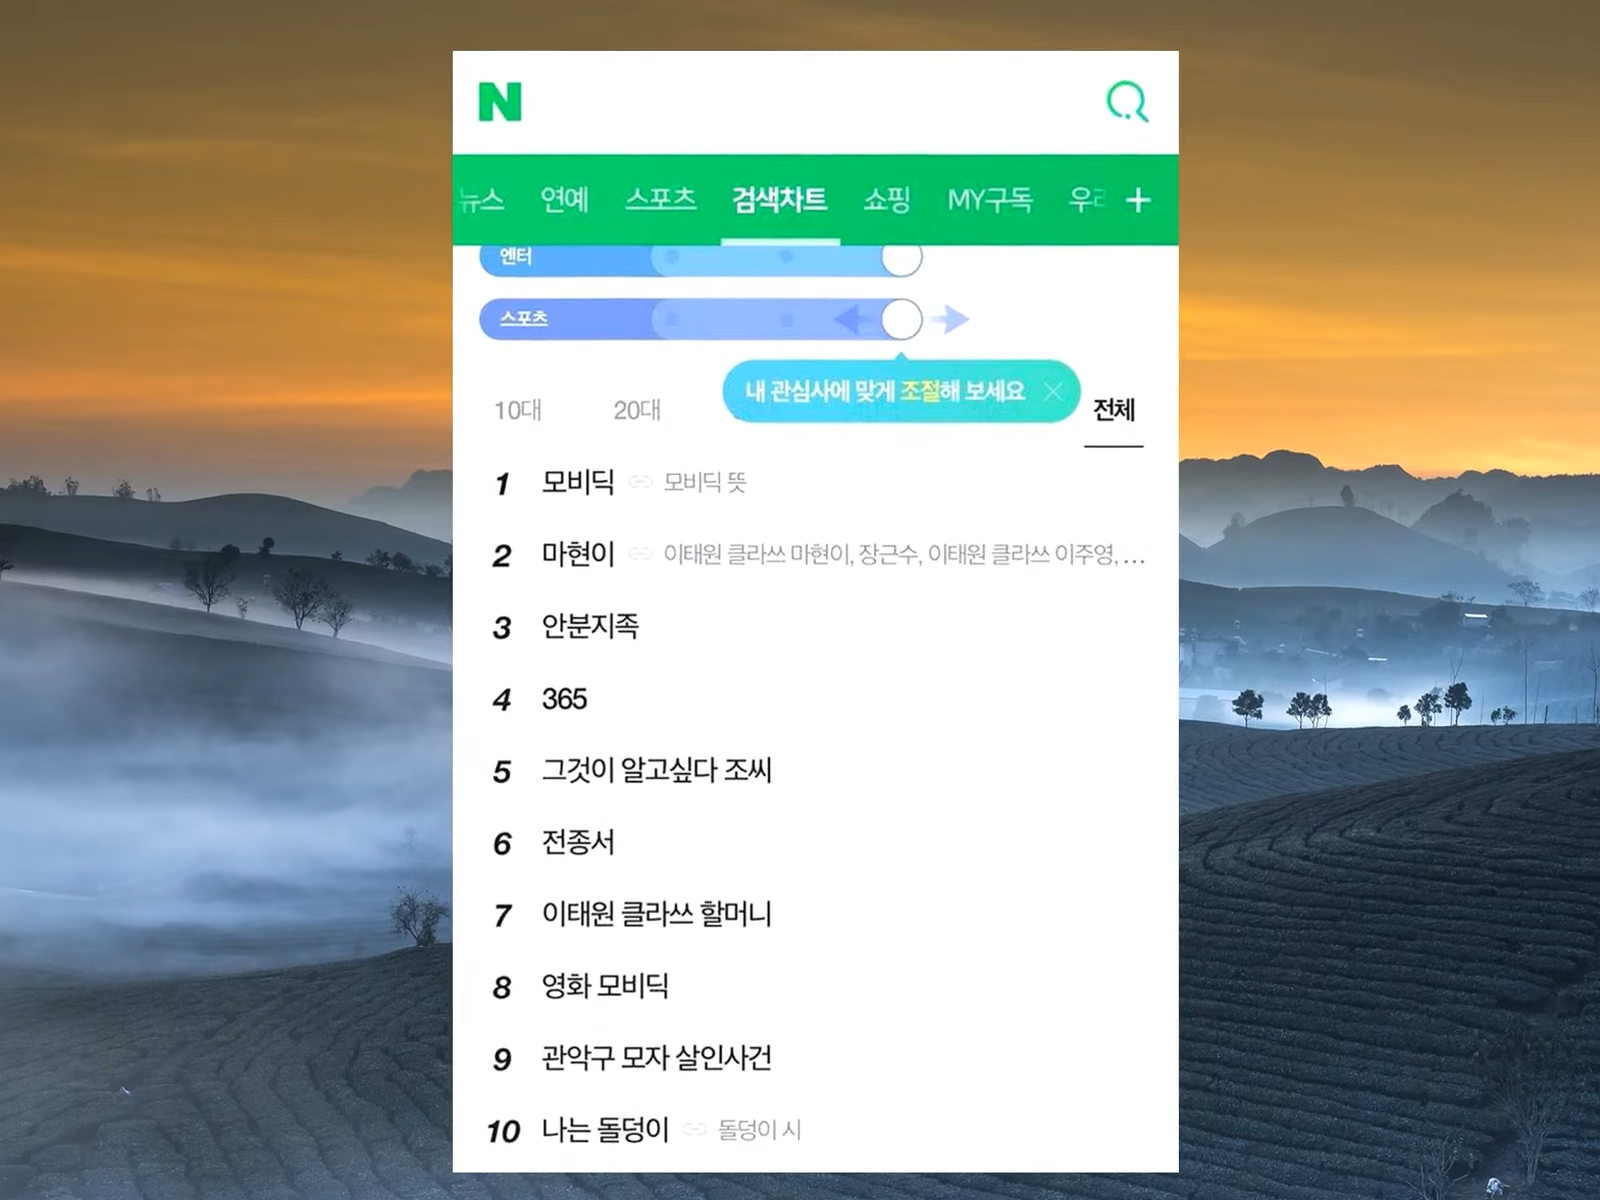 N
뉴스 연예 스포츠 검색차트 쇼핑 MY구독 우리 +
엔터
스포츠
내 관심사에 맞게 조절해 보세요
10대 20대 전체
1 모비딕 모비딕 뜻
2 마현이 이태원 클라쓰 마현이, 장근수, 이태원 클라쓰 이주영, ...
3 안분지족
4 365
5 그것이 알고싶다 조씨
6 전종서
7 이태원 클라쓰 할머니
8 영화 모비딕
9 관악구 모자 살인사건
10 나는 돌덩이 돌덩이 시